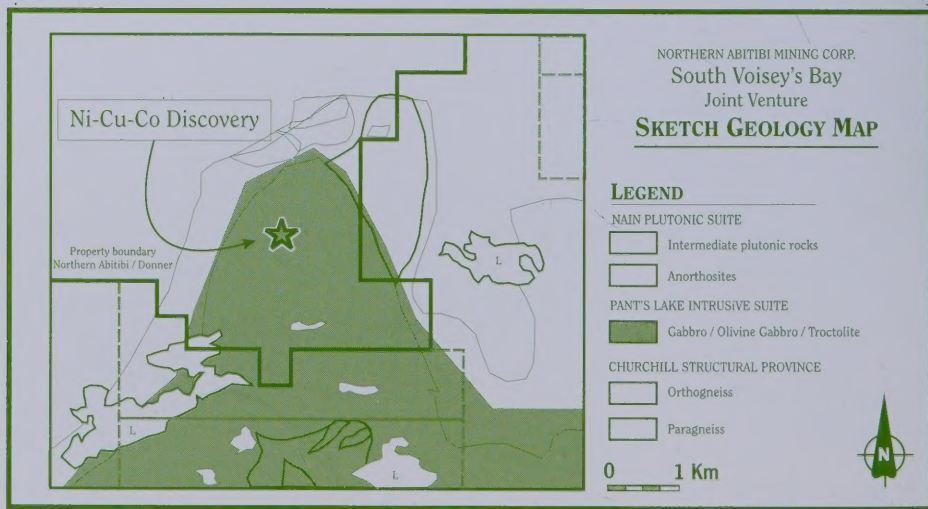 NORTHERN ABITIBI MINING CORP.
South Voisey's Bay
Joint Venture
SKETCH GEOLOGY MAP
Ni-Cu-Co Discovery
Property boundary
Northern Abitibi / Donner
L
L
L
LEGEND
NAIN PLUTONIC SUITE
Intermediate plutonic rocks
Anorthosites
PANT'S LAKE INTRUSIVE SUITE
Gabbro / Olivine Gabbro / Troctolite
CHURCHILL STRUCTURAL PROVINCE
Orthogneiss
Paragneiss
0 1 Km
N